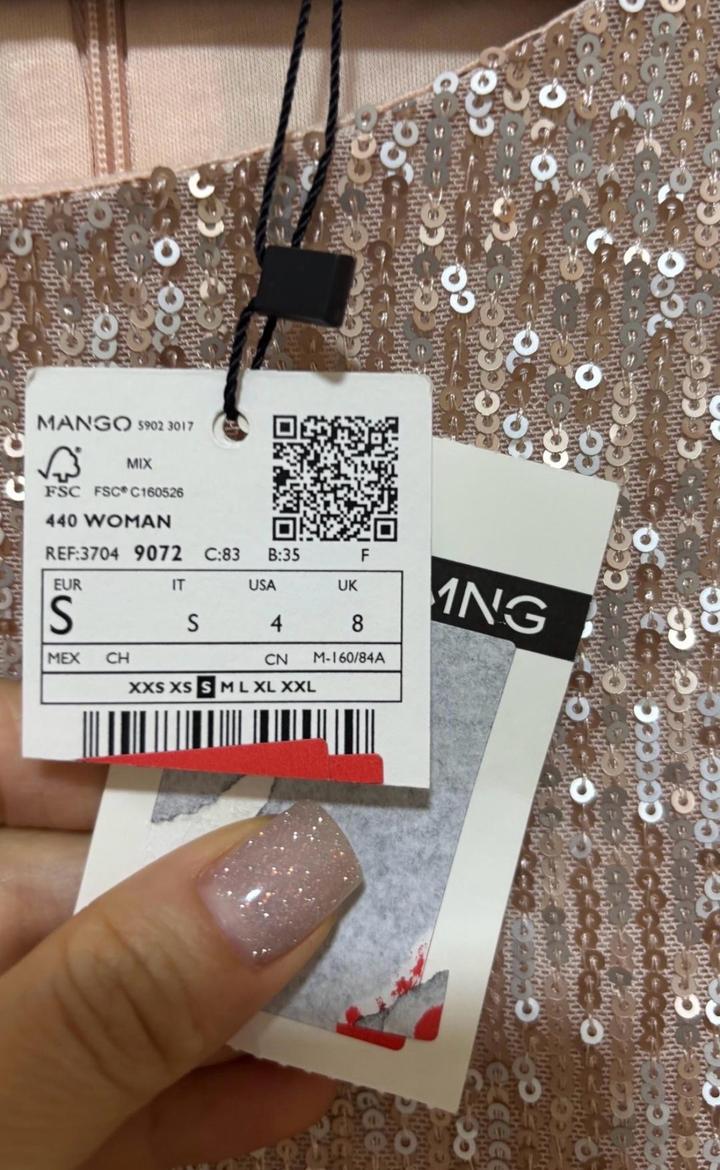 MANGO 5902 3017
MIX
FSC FSC® C160526
440 WOMAN
REF:3704 9072 C:83 B:35 F
EUR IT USA UK
S S 4 8
MEX CH CN M-160/84A
XXS XS S M L XL XXL
MNG